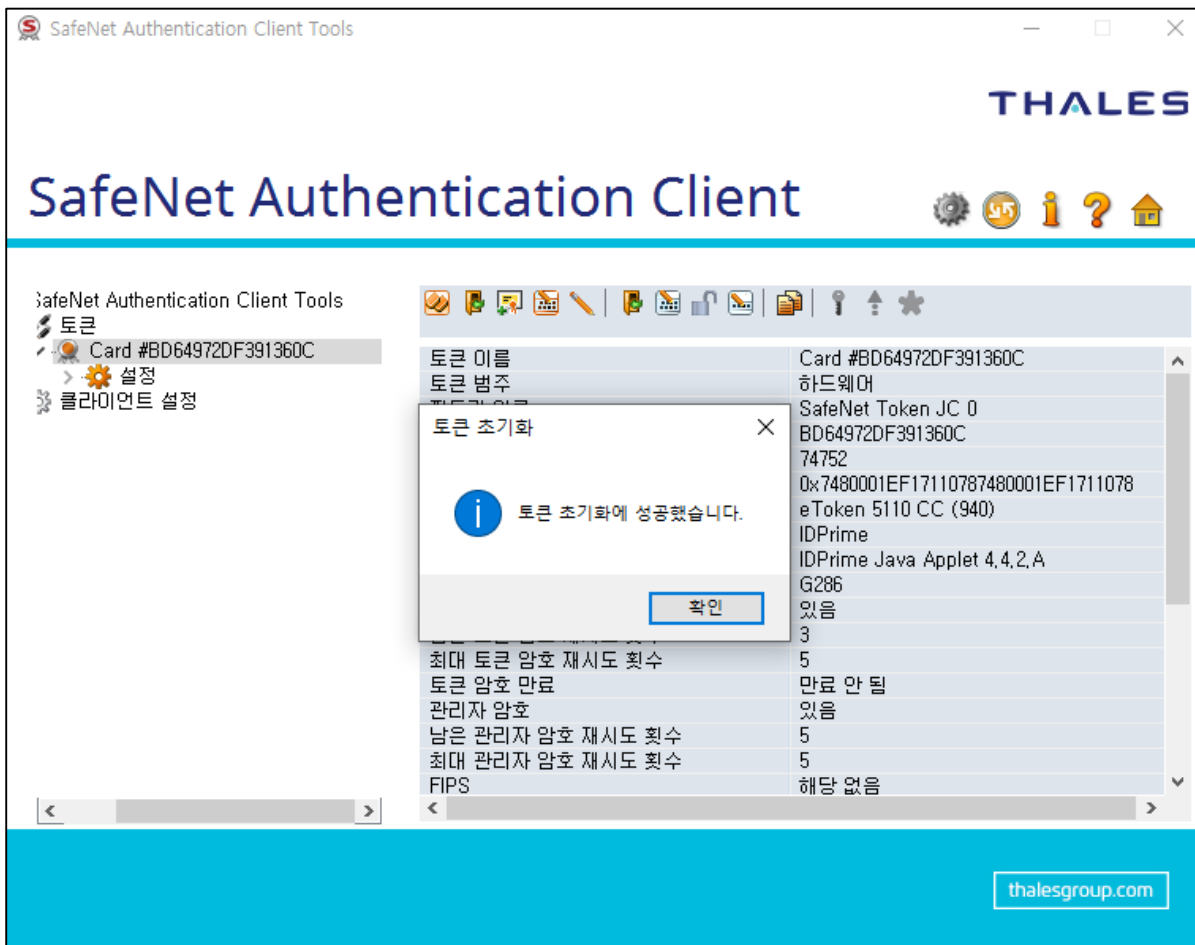 SafeNet Authentication Client Tools
THALES
SafeNet Authentication Client
SafeNet Authentication Client Tools
토큰
Card #BD64972DF391360C
설정
클라이언트 설정
토큰 이름 Card #BD64972DF391360C
토큰 범주 하드웨어
SafeNet Token JC 0
BD64972DF391360C
74752
0x7480001EF17110787480001EF1711078
eToken 5110 CC (940)
IDPrime
IDPrime Java Applet 4,4,2,A
G286
있음
3
토큰 초기화
토큰 초기화에 성공했습니다.
확인
최대 토큰 암호 재시도 횟수 5
토큰 암호 만료 만료 안 됨
관리자 암호 있음
남은 관리자 암호 재시도 횟수 5
최대 관리자 암호 재시도 횟수 5
FIPS 해당 없음
thalesgroup.com